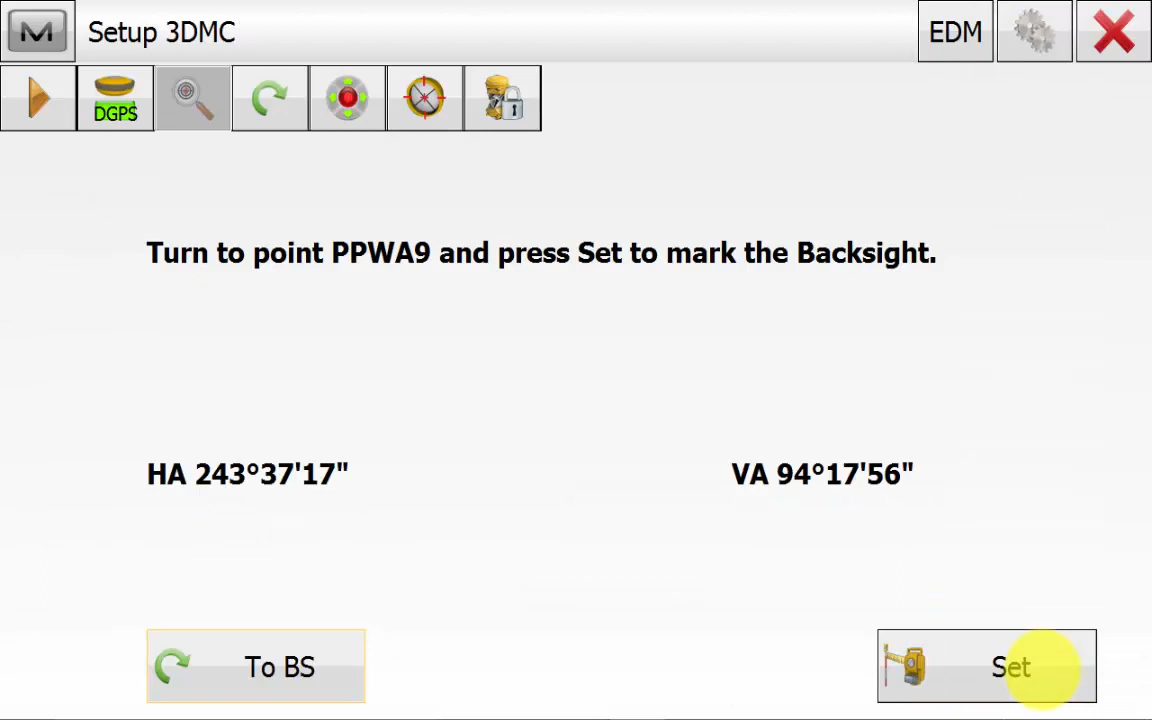 M
Setup 3DMC
EDM
DGPS
Turn to point PPWA9 and press Set to mark the Backsight.
HA 243°37'17" VA 94°17'56"
To BS
Set